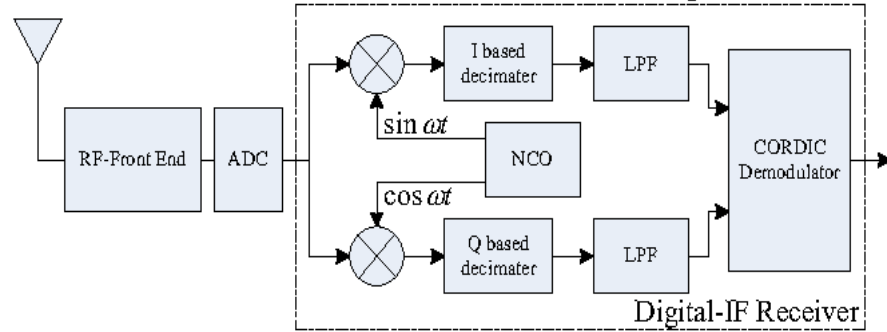 I based
decimater
LPF
sin ωt
RF-Front End
ADC
NCO
CORDIC
Demodulator
cos ωt
Q based
decimater
LPF
Digital-IF Receiver